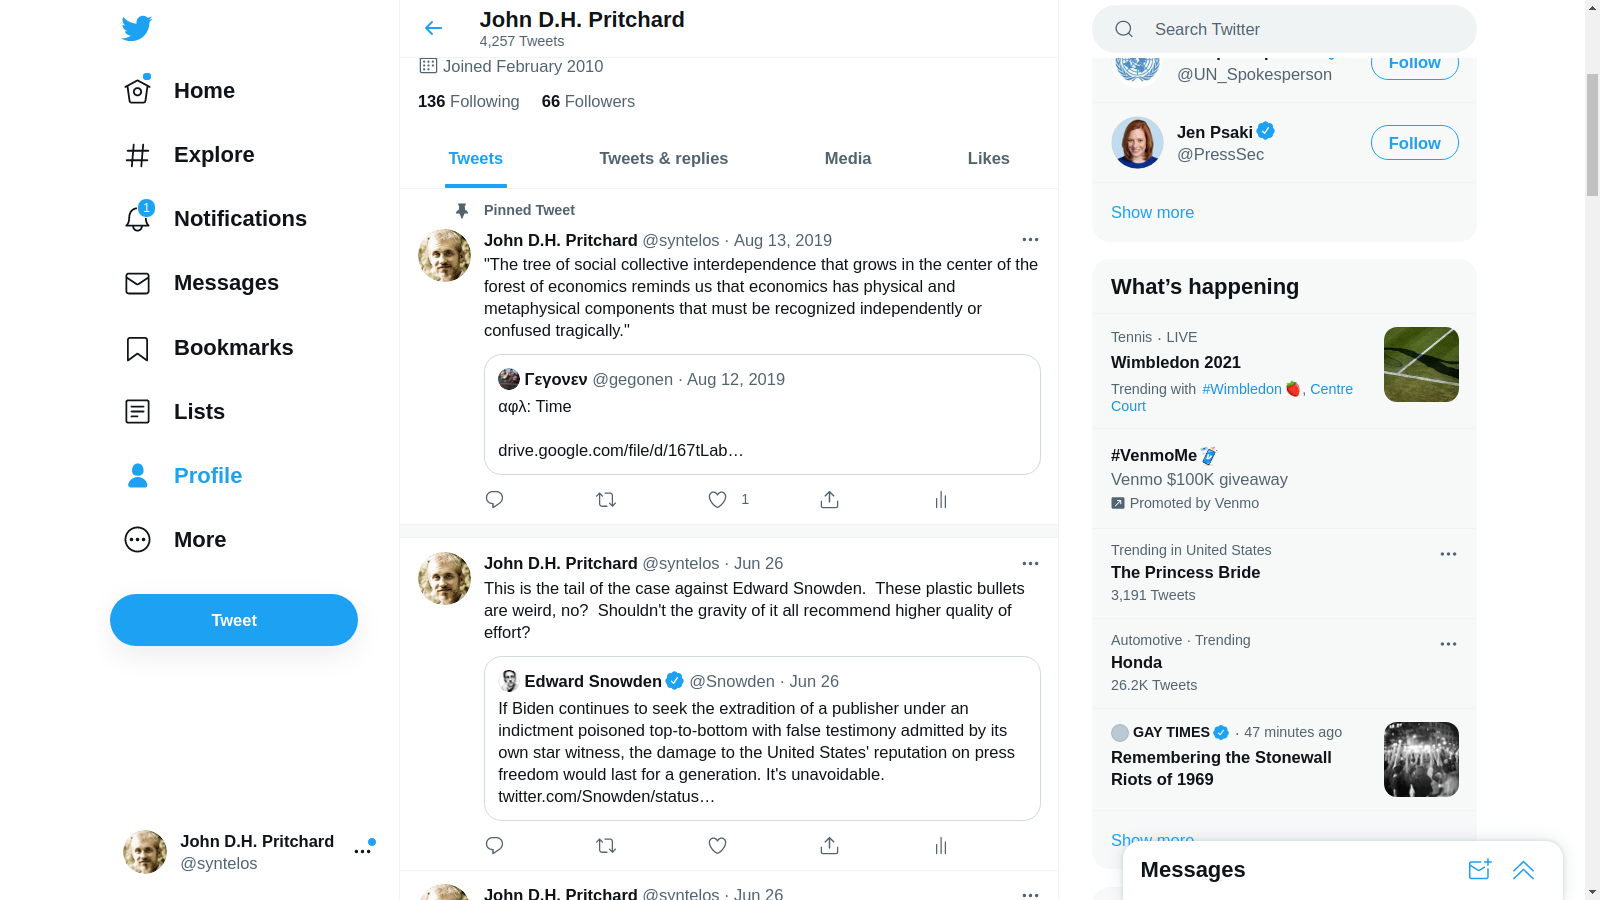 Home
Explore
1
Notifications
Messages
Bookmarks
Lists
Profile
More
Tweet
John D.H. Pritchard
@syntelos
John D.H. Pritchard
4,257 Tweets
Joined February 2010
136 Following 66 Followers
Tweets Tweets & replies Media Likes
Pinned Tweet
John D.H. Pritchard @syntelos · Aug 13, 2019
"The tree of social collective interdependence that grows in the center of the
forest of economics reminds us that economics has physical and
metaphysical components that must be recognized independently or
confused tragically."
Γεγονεν @gegonen · Aug 12, 2019
αφλ: Time
drive.google.com/file/d/167tLab…
1
John D.H. Pritchard @syntelos · Jun 26
This is the tail of the case against Edward Snowden.  These plastic bullets
are weird, no?  Shouldn't the gravity of it all recommend higher quality of
effort?
Edward Snowden @Snowden · Jun 26
If Biden continues to seek the extradition of a publisher under an
indictment poisoned top-to-bottom with false testimony admitted by its
own star witness, the damage to the United States' reputation on press
freedom would last for a generation. It's unavoidable.
twitter.com/Snowden/status…
John D.H. Pritchard @syntelos · Jun 26
Search Twitter
@UN_Spokesperson
Follow
Jen Psaki
@PressSec
Follow
Show more
What's happening
Tennis · LIVE
Wimbledon 2021
Trending with #Wimbledon 🍓, Centre
Court
#VenmoMe
Venmo $100K giveaway
Promoted by Venmo
Trending in United States
The Princess Bride
3,191 Tweets
Automotive · Trending
Honda
26.2K Tweets
GAY TIMES · 47 minutes ago
Remembering the Stonewall
Riots of 1969
Show more
Messages